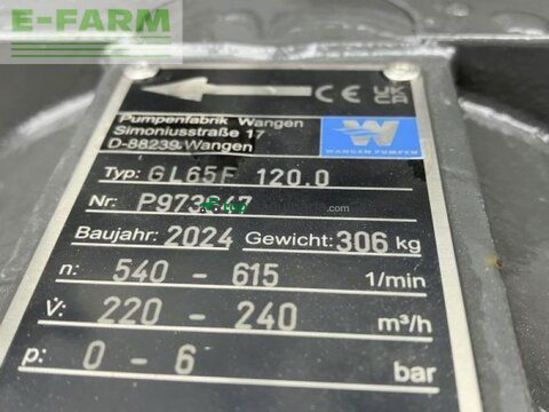 E-FARM
CE UK CA
Pumpenfabrik Wangen
Simoniusstraße 17
D-88239 Wangen
W
WANGEN PUMPEN
Typ: GL65F 120.0
Nr:
Baujahr: 2024 Gewicht: 306 kg
n: 540 - 615 1/min
V̇: 220 - 240 m³/h
p: 0 - 6 bar